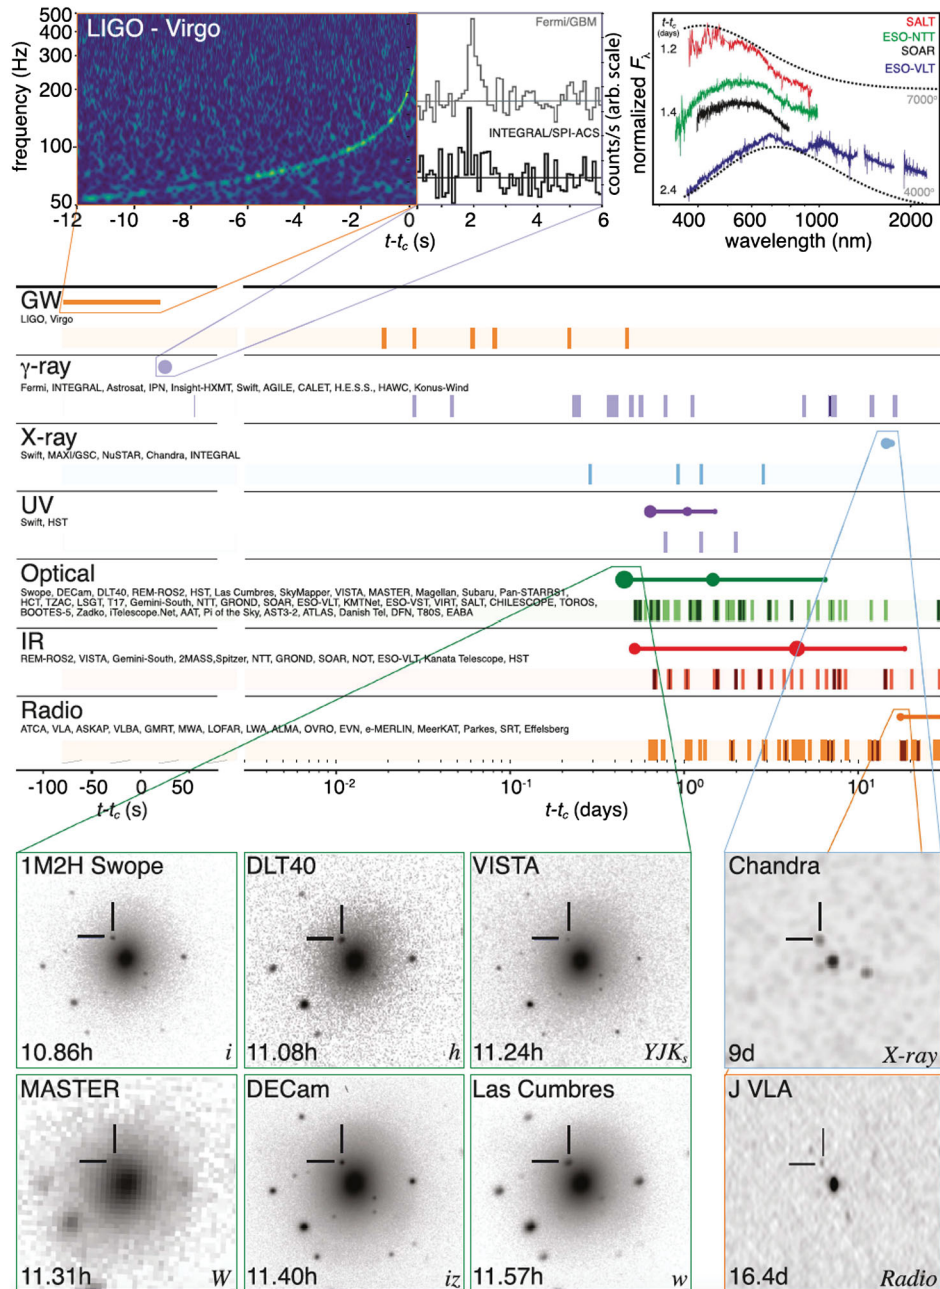 LIGO - Virgo
frequency (Hz)
500
400
300
200
100
50
-12 -10 -8 -6 -4 -2 0 2 4 6
t-tc (s)
Fermi/GBM
INTEGRAL/SPI-ACS
counts/s (arb. scale)
normalized Fλ
t-tc
(days)
1.2
1.4
2.4
SALT
ESO-NTT
SOAR
ESO-VLT
7000°
4000°
400 600 1000 2000
wavelength (nm)
GW
LIGO, Virgo
γ-ray
Fermi, INTEGRAL, Astrosat, IPN, Insight-HXMT, Swift, AGILE, CALET, H.E.S.S., HAWC, Konus-Wind
X-ray
Swift, MAXI/GSC, NuSTAR, Chandra, INTEGRAL
UV
Swift, HST
Optical
Swope, DECam, DLT40, REM-ROS2, HST, Las Cumbres, SkyMapper, VISTA, MASTER, Magellan, Subaru, Pan-STARRS1,
HCT, TZAC, LSGT, T17, Gemini-South, NTT, GROND, SOAR, ESO-VLT, KMTNet, ESO-VST, VIRT, SALT, CHILESCOPE, TOROS,
BOOTES-5, Zadko, iTelescope.Net, AAT, Pi of the Sky, AST3-2, ATLAS, Danish Tel, DFN, T80S, EABA
IR
REM-ROS2, VISTA, Gemini-South, 2MASS,Spitzer, NTT, GROND, SOAR, NOT, ESO-VLT, Kanata Telescope, HST
Radio
ATCA, VLA, ASKAP, VLBA, GMRT, MWA, LOFAR, LWA, ALMA, OVRO, EVN, e-MERLIN, MeerKAT, Parkes, SRT, Effelsberg
-100 -50 0 50 10⁻² 10⁻¹ 10⁰ 10¹
t-tc (s) t-tc (days)
1M2H Swope
10.86h i
DLT40
11.08h h
VISTA
11.24h YJKs
Chandra
9d X-ray
MASTER
11.31h W
DECam
11.40h iz
Las Cumbres
11.57h w
J VLA
16.4d Radio